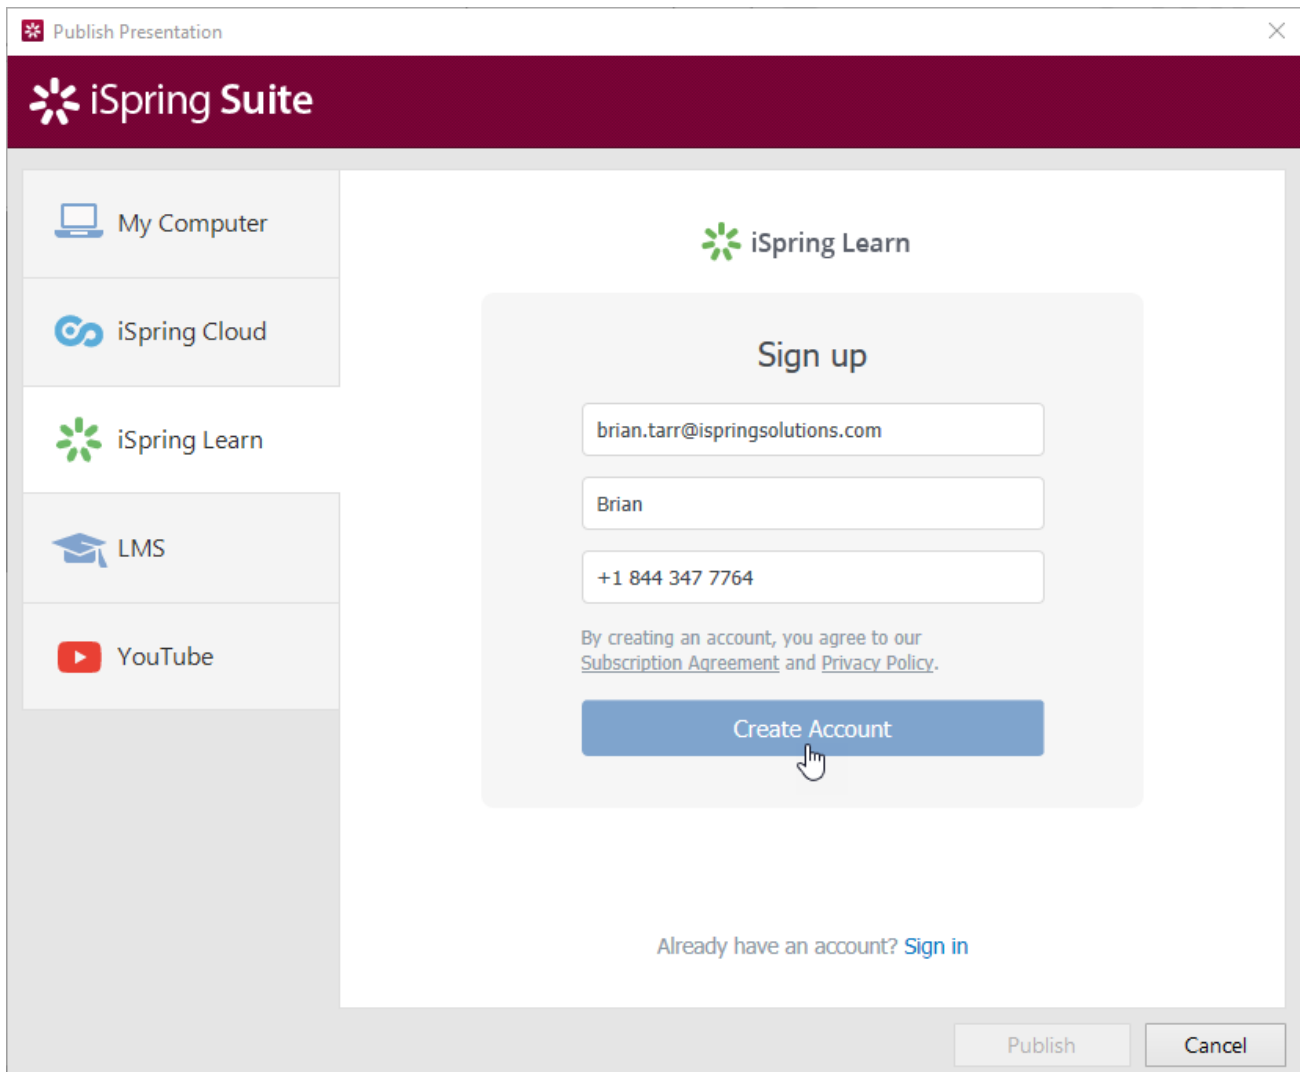 Publish Presentation
iSpring Suite
My Computer
iSpring Cloud
iSpring Learn
LMS
YouTube
iSpring Learn
Sign up
brian.tarr@ispringsolutions.com
Brian
+1 844 347 7764
By creating an account, you agree to our
Subscription Agreement and Privacy Policy.
Create Account
Already have an account? Sign in
Publish
Cancel